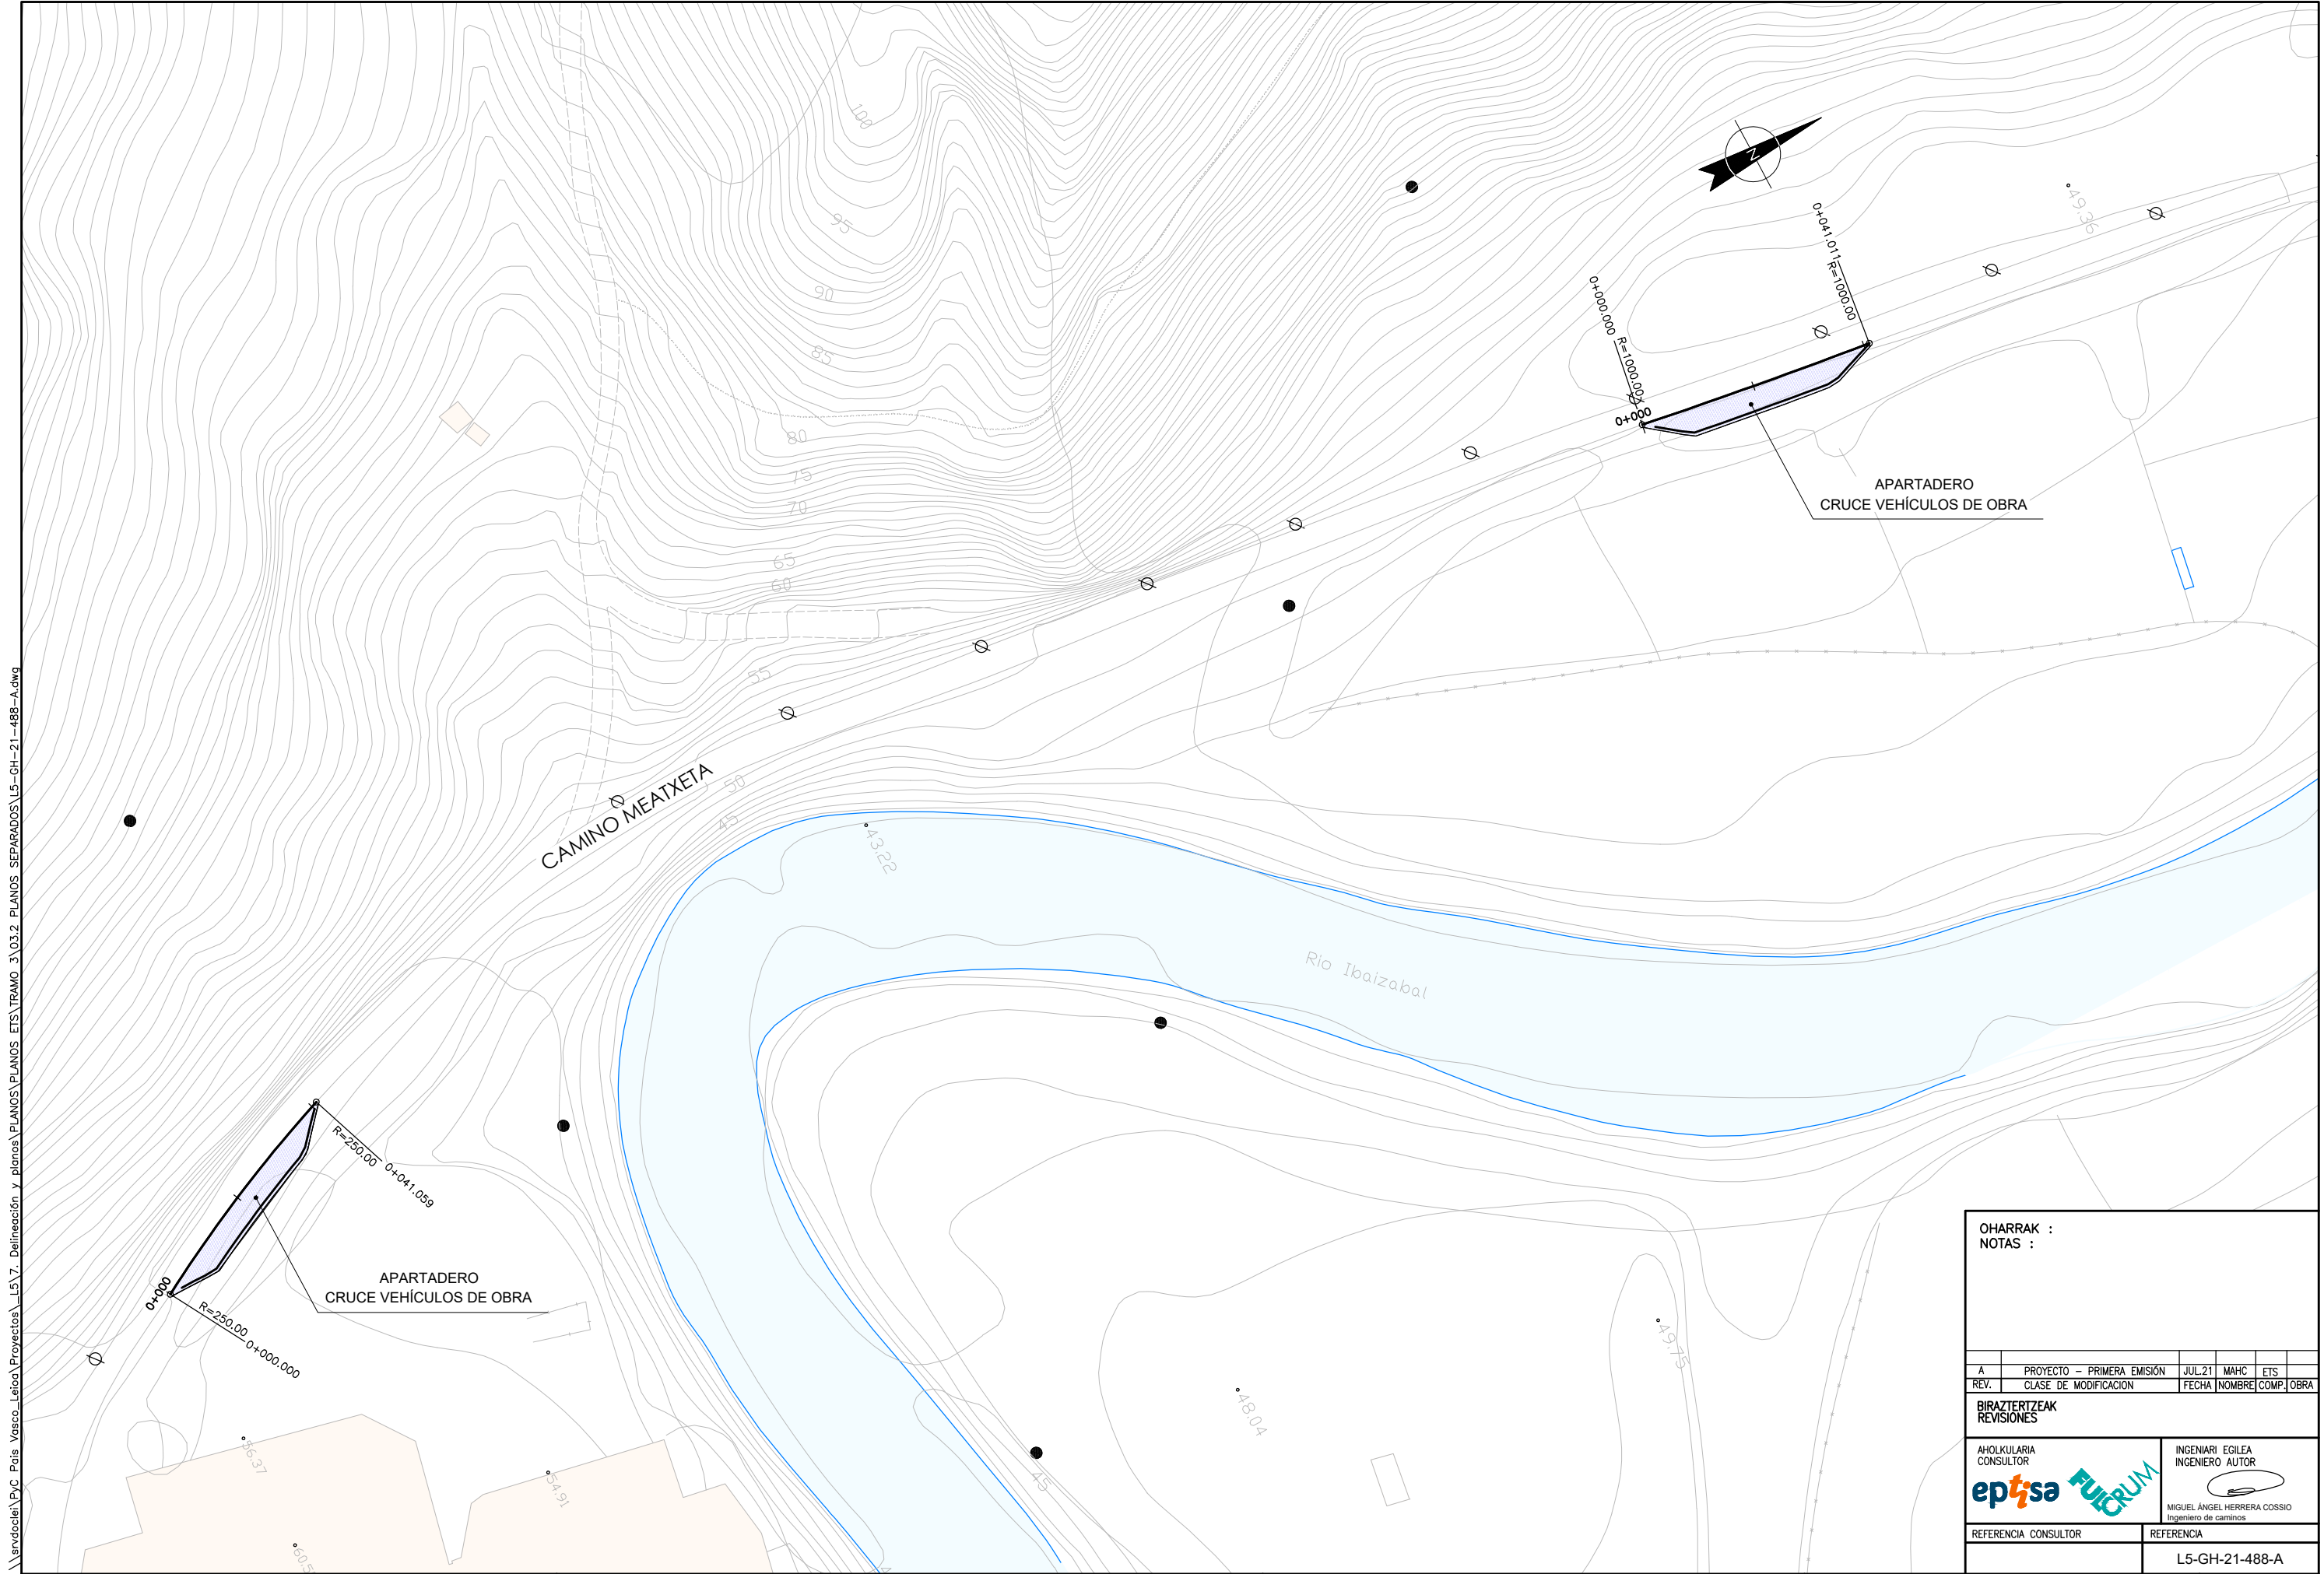 100
95
90
85
80
75
70
65
60
55
50
45
N
49.36
0+041.011
R=1000.00
0+000.000
R=1000.00
0+000
APARTADERO
CRUCE VEHÍCULOS DE OBRA
CAMINO MEATXETA
43.22
Rio Ibaizabal
R=250.00
0+041.059
0+000
R=250.00
0+000.000
APARTADERO
CRUCE VEHÍCULOS DE OBRA
56.37
54.91
60.5
48.04
49.75
45
\\srvdoclei\PyC País Vasco_Leioa\Proyectos\_L5\7. Delineación y planos\PLANOS\PLANOS ETS\TRAMO 3\03.2 PLANOS SEPARADOS\L5-GH-21-488-A.dwg
OHARRAK :
NOTAS :
A PROYECTO - PRIMERA EMISIÓN JUL.21 MAHC ETS
REV. CLASE DE MODIFICACION FECHA NOMBRE COMP. OBRA
BIRAZTERTZEAK
REVISIONES
AHOLKULARIA
CONSULTOR
eptisa
FULCRUM
INGENIARI EGILEA
INGENIERO AUTOR
MIGUEL ÁNGEL HERRERA COSSIO
Ingeniero de caminos
REFERENCIA CONSULTOR
REFERENCIA
L5-GH-21-488-A